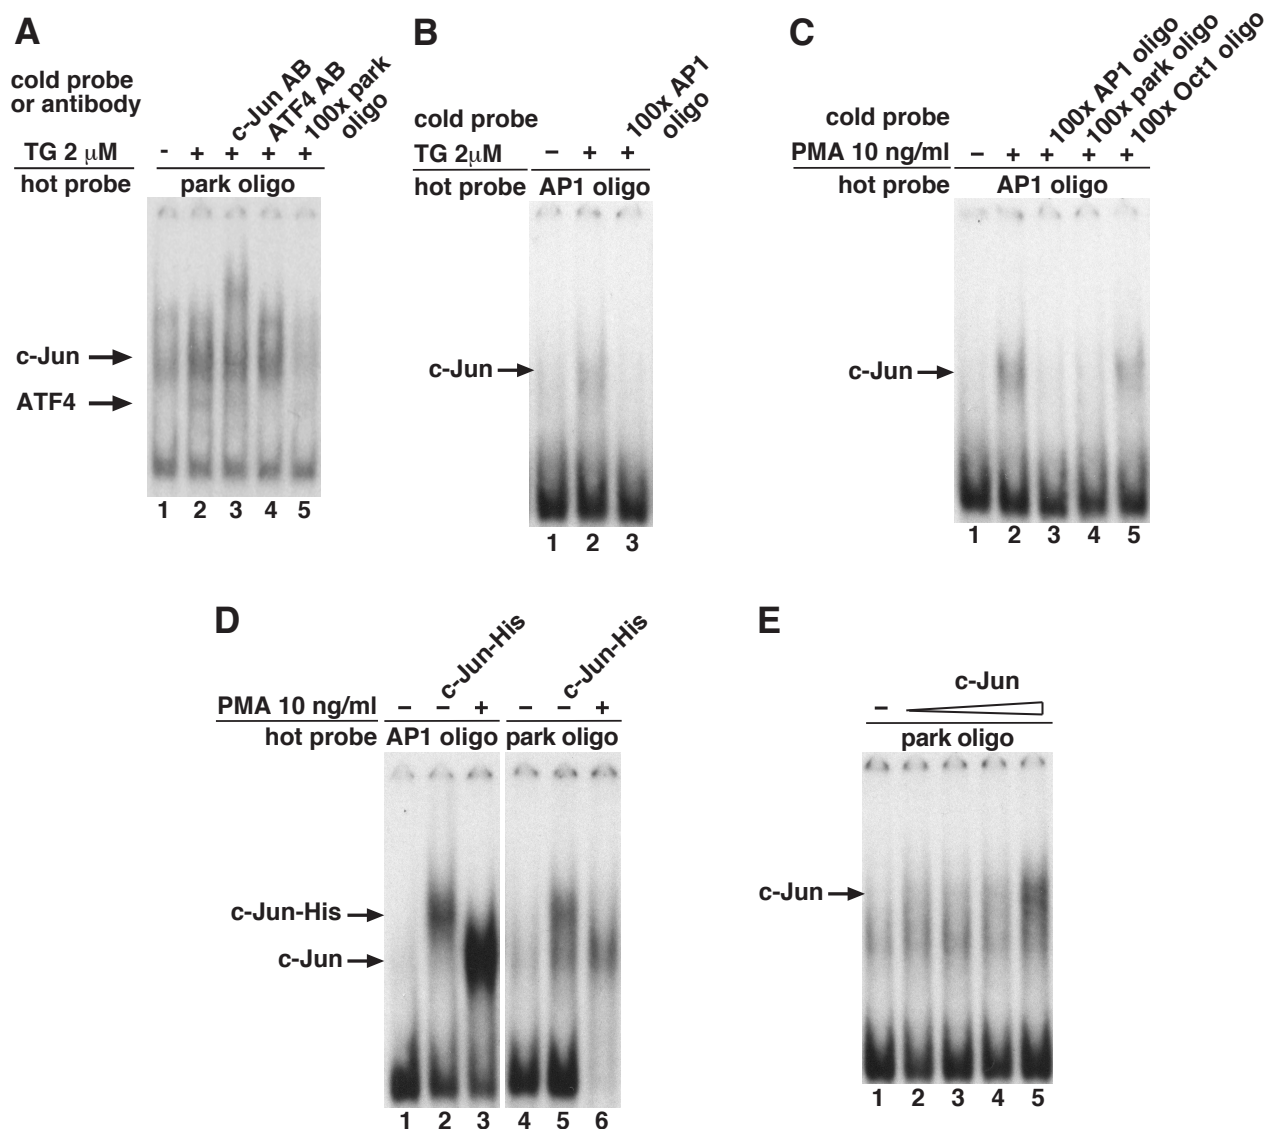 A
cold probe
or antibody
c-Jun AB
ATF4 AB
100x park
oligo
TG 2 μM
- + + + +
hot probe
park oligo
c-Jun
ATF4
1 2 3 4 5
B
cold probe
100x AP1
oligo
TG 2μM
– + +
hot probe
AP1 oligo
c-Jun
1 2 3
C
cold probe
100x AP1 oligo
100x park oligo
100x Oct1 oligo
PMA 10 ng/ml
– + + + +
hot probe
AP1 oligo
c-Jun
1 2 3 4 5
D
c-Jun-His
c-Jun-His
PMA 10 ng/ml
– – + – – +
hot probe
AP1 oligo
park oligo
c-Jun-His
c-Jun
1 2 3 4 5 6
E
c-Jun
–
park oligo
c-Jun
1 2 3 4 5